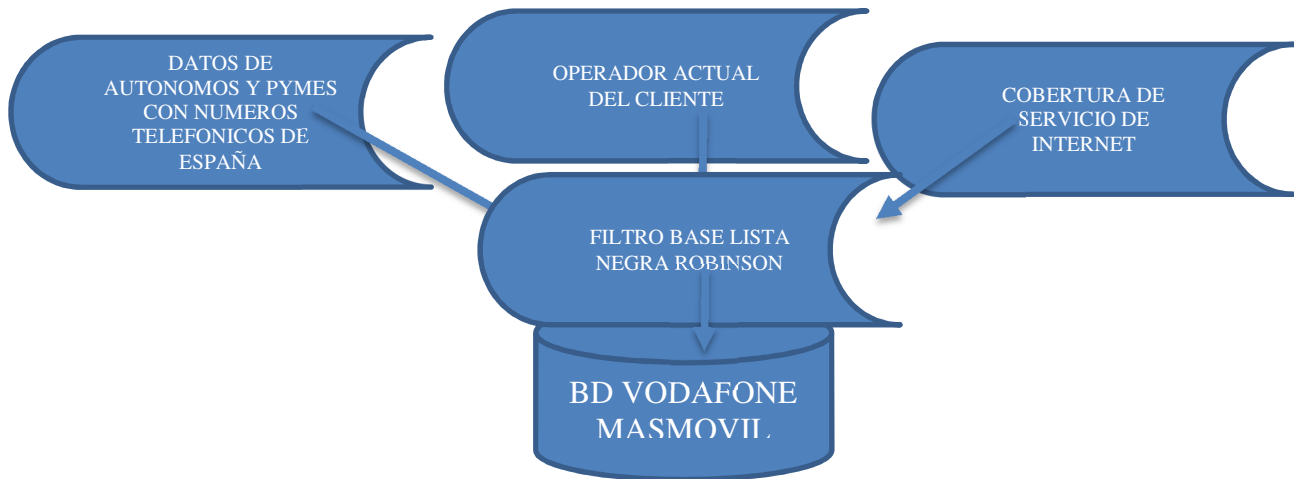 DATOS DE
AUTONOMOS Y PYMES
CON NUMEROS
TELEFONICOS DE
ESPAÑA
OPERADOR ACTUAL
DEL CLIENTE
COBERTURA DE
SERVICIO DE
INTERNET
FILTRO BASE LISTA
NEGRA ROBINSON
BD VODAFONE
MASMOVIL